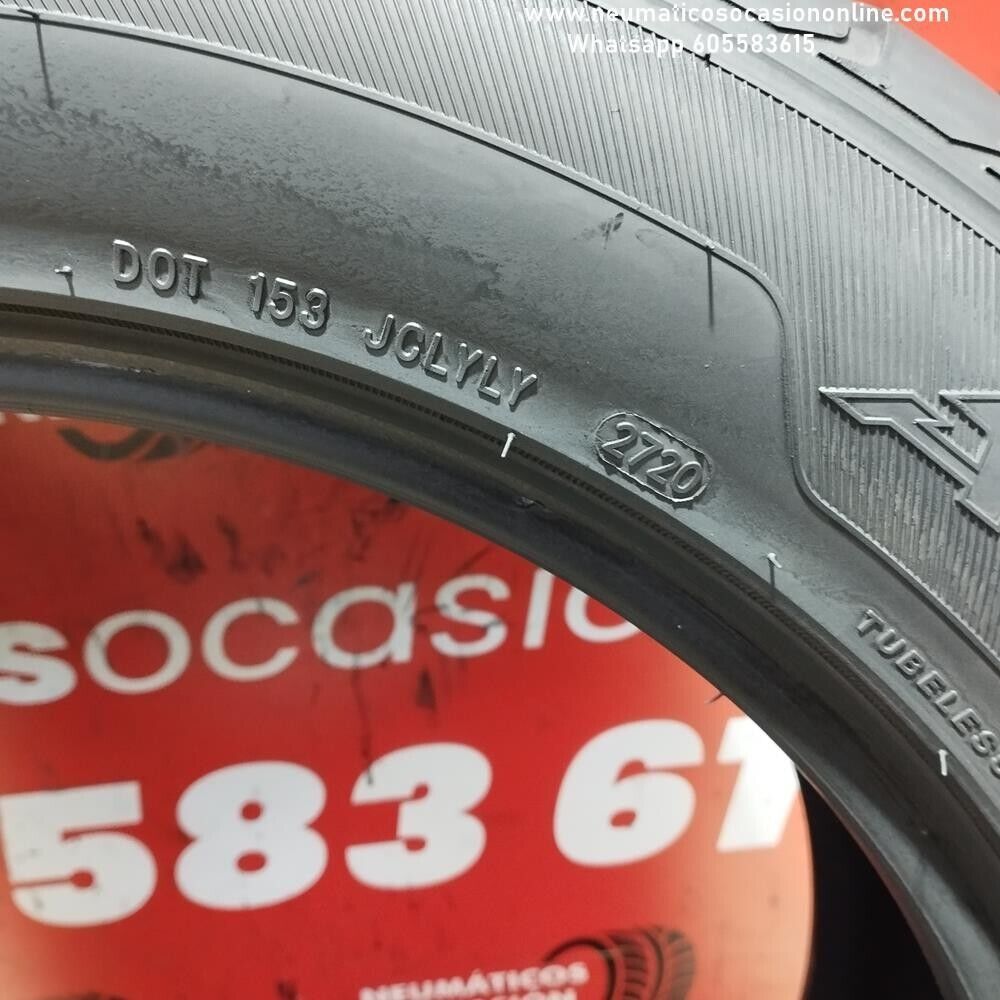 www.neumaticosocasiononline.com
Whatsapp 605583615
DOT 153 JCLYLY 2720
TUBELESS
socasio
583 61
NEUMÁTICOS